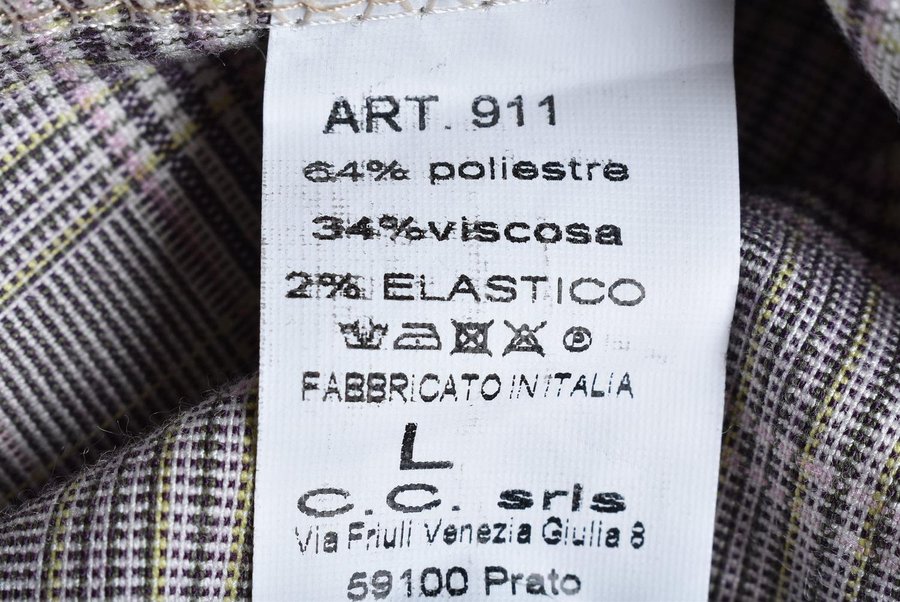 ART. 911
64% poliestre
34%viscosa
2% ELASTICO
P
FABBRICATO IN ITALIA
L
C.C. srls
Via Friuli Venezia Giulia 8
59100 Prato